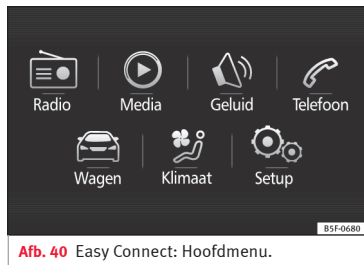 Radio Media Geluid Telefoon
Wagen Klimaat Setup
B5F-0680
Afb. 40 Easy Connect: Hoofdmenu.